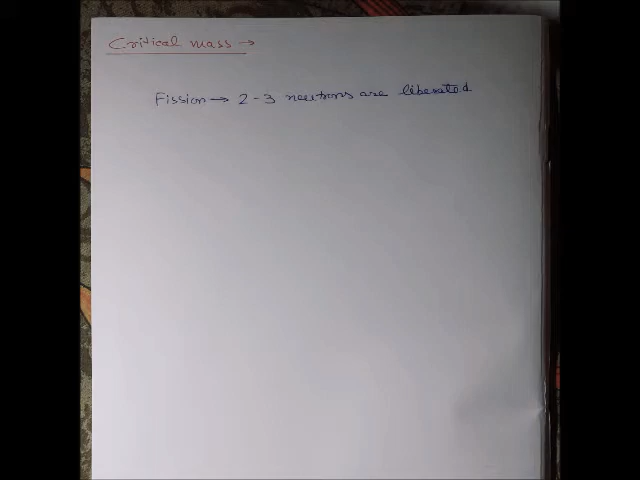 Critical mass →
Fission → 2 - 3 neutrons are liberated